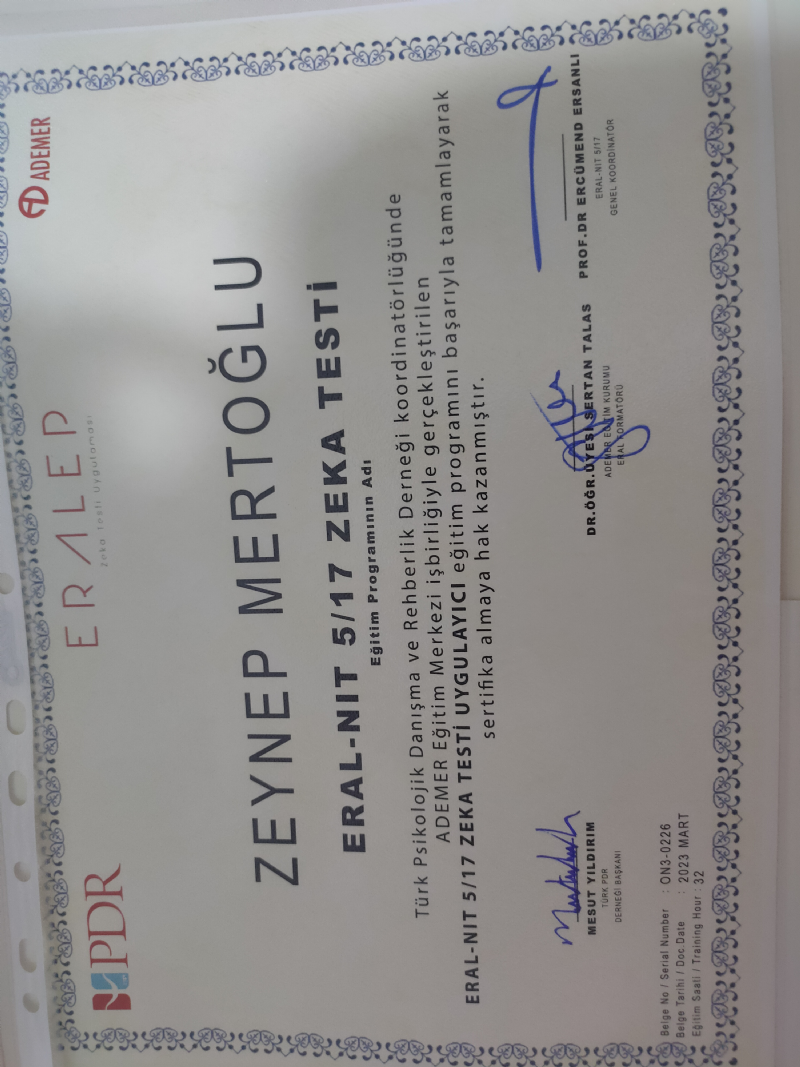 PDR
ERALEP
Zeka Testi Uygulaması
ADEMER
ZEYNEP MERTOĞLU
ERAL-NIT 5/17 ZEKA TESTİ
Eğitim Programının Adı
Türk Psikolojik Danışma ve Rehberlik Derneği koordinatörlüğünde
ADEMER Eğitim Merkezi işbirliğiyle gerçekleştirilen
ERAL-NIT 5/17 ZEKA TESTİ UYGULAYICI eğitim programını başarıyla tamamlayarak
sertifika almaya hak kazanmıştır.
MESUT YILDIRIM
TÜRK PDR
DERNEĞİ BAŞKANI
DR.ÖĞR.ÜYESİ SERTAN TALAS
ADEMER EĞİTİM KURUMU
ERAL FORMATÖRÜ
PROF.DR ERCÜMEND ERSANLI
ERAL-NIT 5/17
GENEL KOORDİNATÖR
Belge No / Serial Number : ON3-0226
Belge Tarihi / Doc.Date : 2023 MART
Eğitim Saati / Training Hour : 32